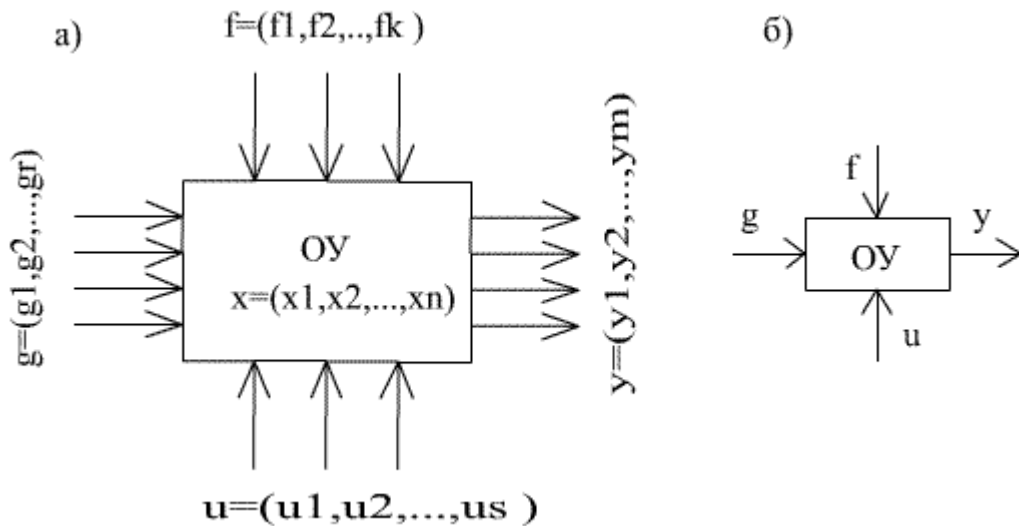 а)
f=(f1,f2,..,fk )
б)
g=(g1,g2,...,gr)
ОУ
x=(x1,x2,...,xn)
y=(y1,y2,...,ym)
u=(u1,u2,...,us )
f
g
ОУ
y
u